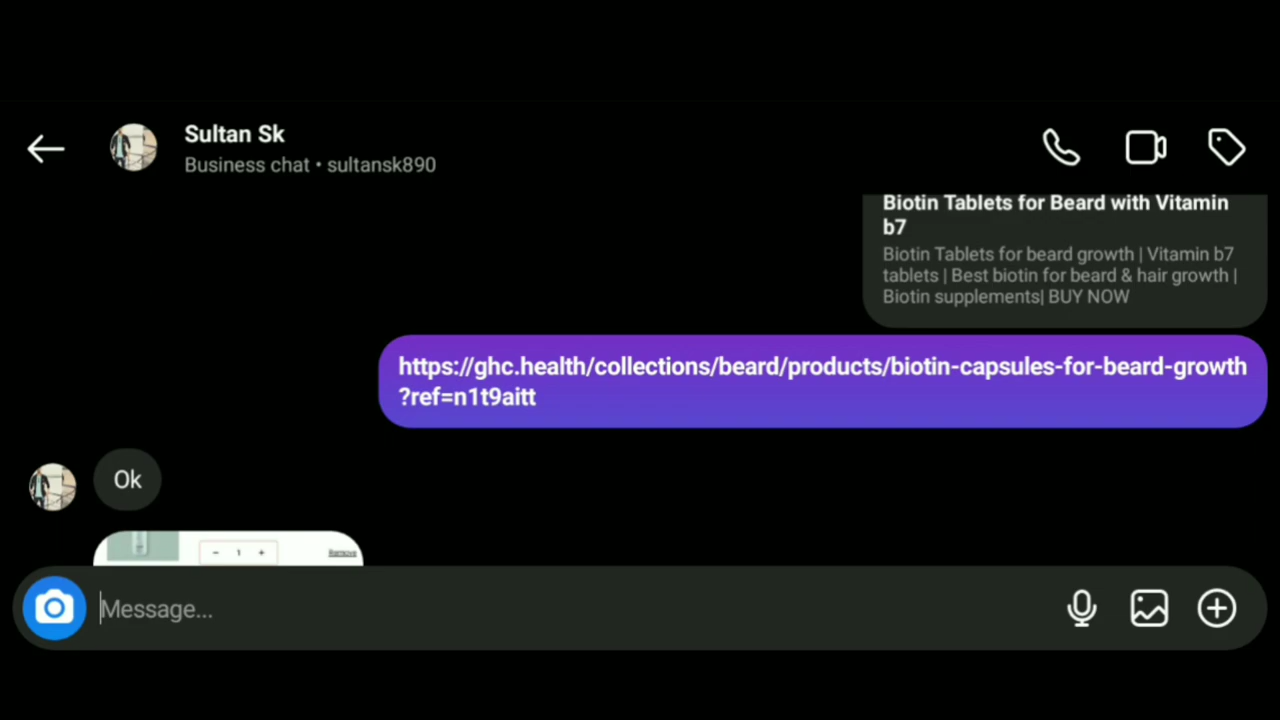 Sultan Sk
Business chat • sultansk890
Biotin Tablets for Beard with Vitamin
b7
Biotin Tablets for beard growth | Vitamin b7
tablets | Best biotin for beard & hair growth |
Biotin supplements| BUY NOW
https://ghc.health/collections/beard/products/biotin-capsules-for-beard-growth
?ref=n1t9aitt
Ok
- 1 +
Remove
Message...